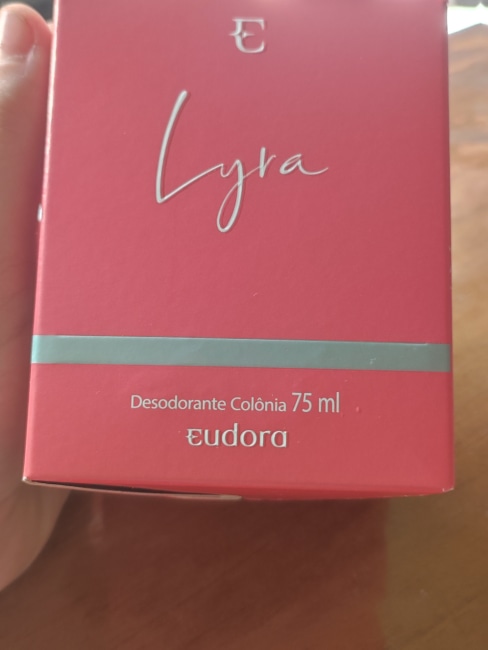 E
Lyra
Desodorante Colônia 75 ml
eudora